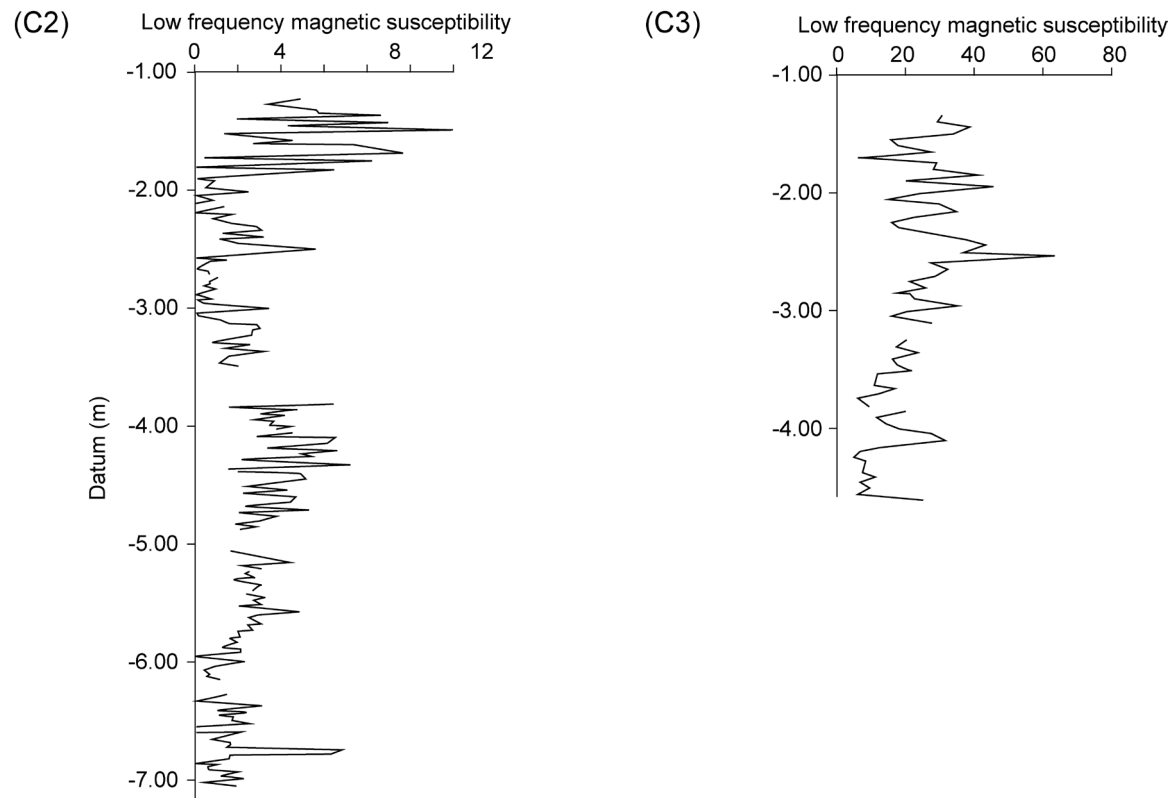 (C2)
Low frequency magnetic susceptibility
0 4 8 12
-1.00
-2.00
-3.00
-4.00
-5.00
-6.00
-7.00
Datum (m)
(C3)
Low frequency magnetic susceptibility
0 20 40 60 80
-1.00
-2.00
-3.00
-4.00